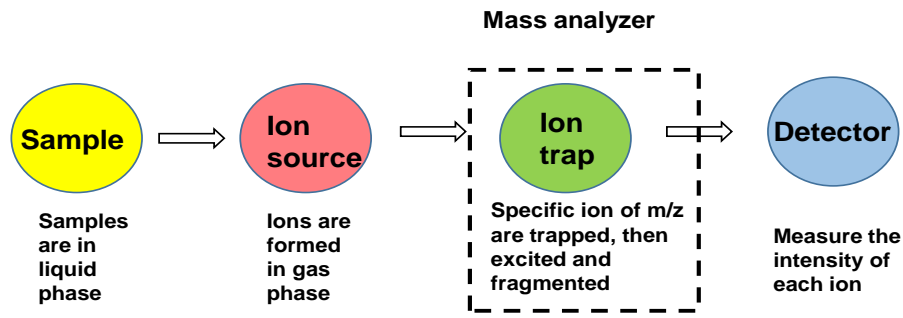 Mass analyzer
Sample
Ion
source
Ion
trap
Detector
Samples
are in
liquid
phase
Ions are
formed
in gas
phase
Specific ion of m/z
are trapped, then
excited and
fragmented
Measure the
intensity of
each ion